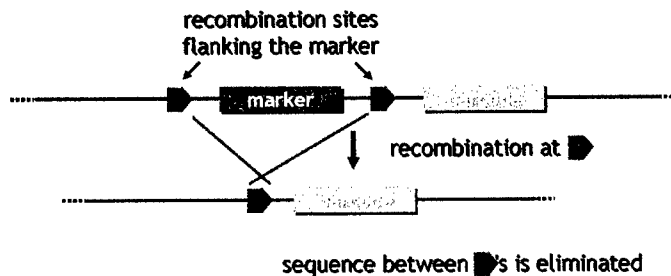 recombination sites
flanking the marker
marker
recombination at
sequence between 's is eliminated